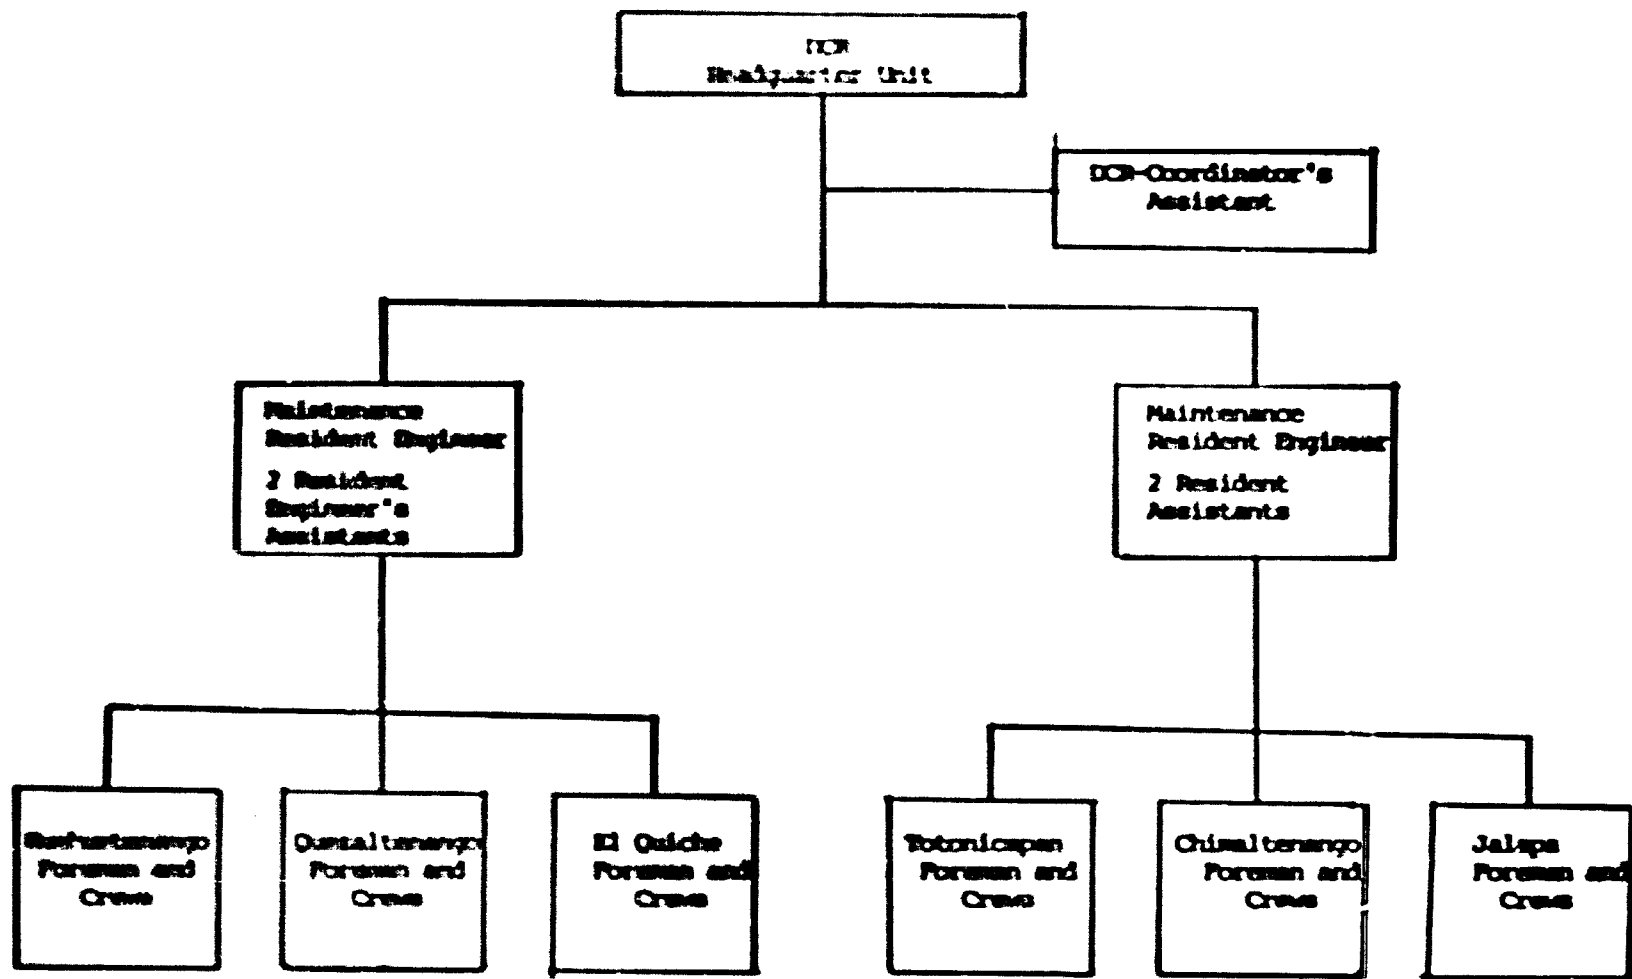 DCR
Headquarter Unit
DCR-Coordinator's
Assistant
Maintenance
Resident Engineer
2 Resident
Engineer's
Assistants
Maintenance
Resident Engineer
2 Resident
Assistants
Huehuetenango
Foreman and
Crews
Quezaltenango
Foreman and
Crews
El Quiche
Foreman and
Crews
Totonicapan
Foreman and
Crews
Chimaltenango
Foreman and
Crews
Jalapa
Foreman and
Crews